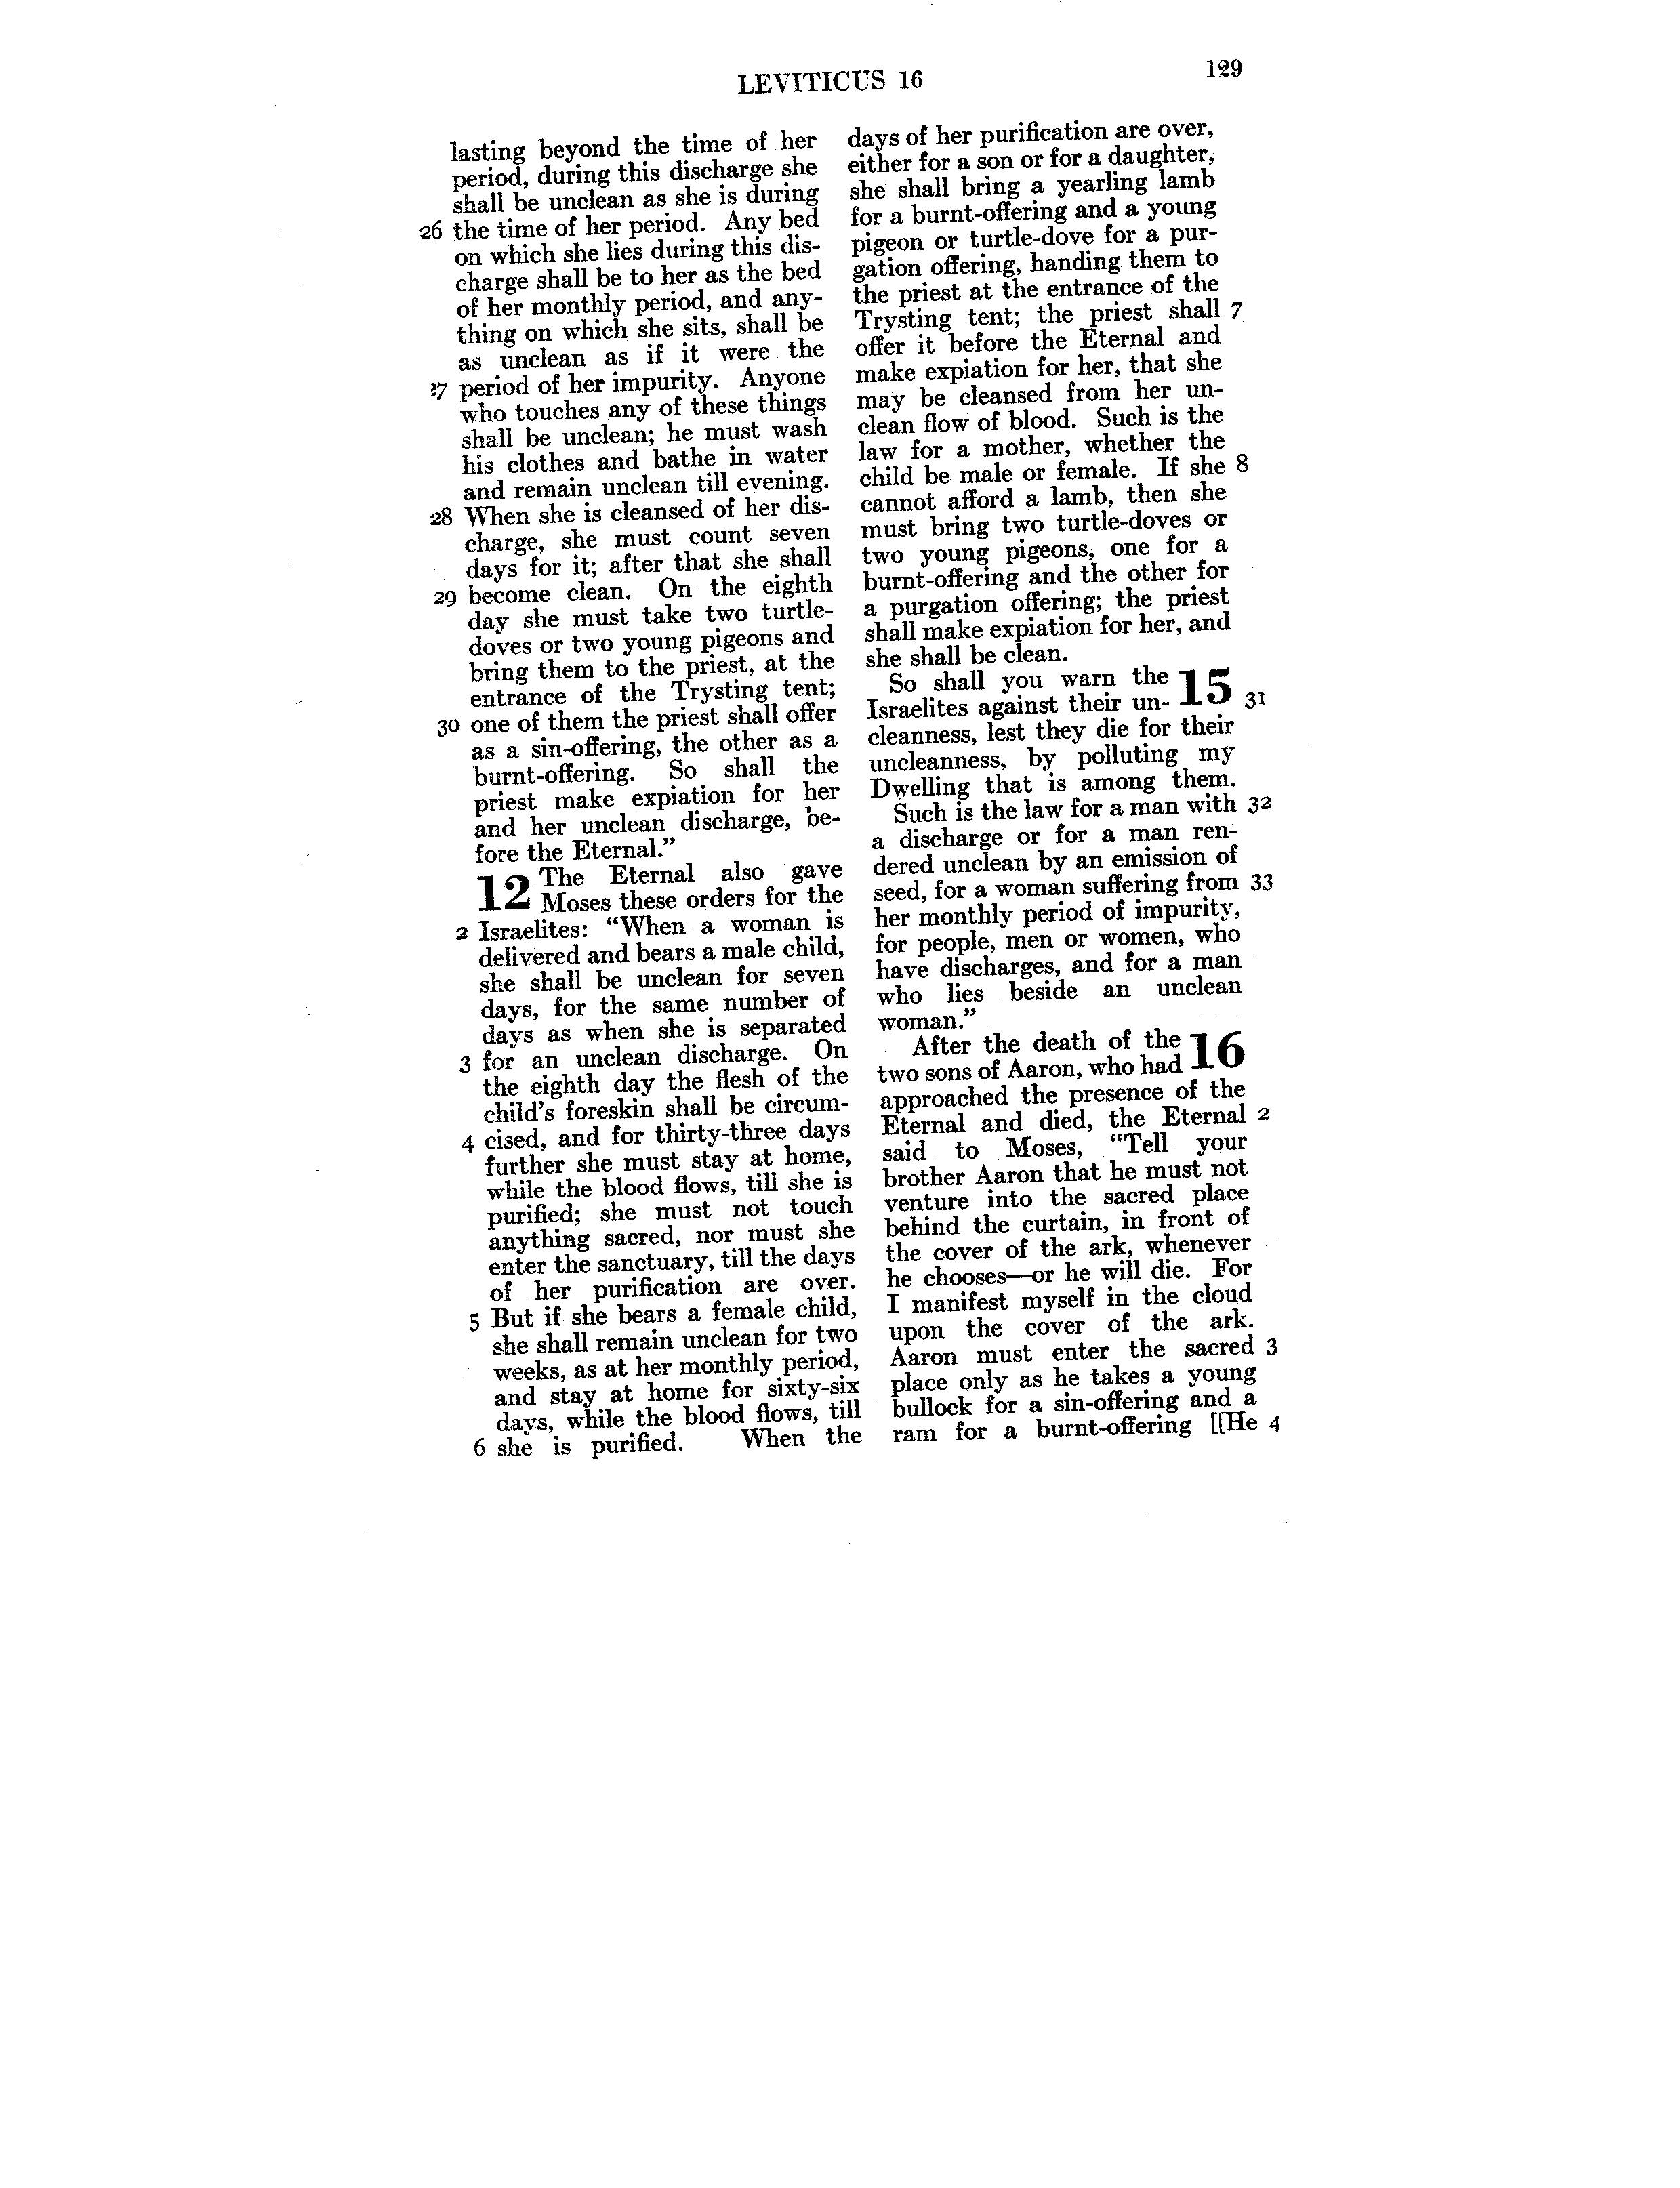 LEVITICUS 16
129
lasting beyond the time of her
period, during this discharge she
shall be unclean as she is during
26 the time of her period. Any bed
on which she lies during this dis-
charge shall be to her as the bed
of her monthly period, and any-
thing on which she sits, shall be
as unclean as if it were the
27 period of her impurity. Anyone
who touches any of these things
shall be unclean; he must wash
his clothes and bathe in water
and remain unclean till evening.
28 When she is cleansed of her dis-
charge, she must count seven
days for it; after that she shall
29 become clean. On the eighth
day she must take two turtle-
doves or two young pigeons and
bring them to the priest, at the
entrance of the Trysting tent;
30 one of them the priest shall offer
as a sin-offering, the other as a
burnt-offering. So shall the
priest make expiation for her
and her unclean discharge, be-
fore the Eternal.”
12 The Eternal also gave
Moses these orders for the
2 Israelites: “When a woman is
delivered and bears a male child,
she shall be unclean for seven
days, for the same number of
days as when she is separated
3 for an unclean discharge. On
the eighth day the flesh of the
child’s foreskin shall be circum-
4 cised, and for thirty-three days
further she must stay at home,
while the blood flows, till she is
purified; she must not touch
anything sacred, nor must she
enter the sanctuary, till the days
of her purification are over.
5 But if she bears a female child,
she shall remain unclean for two
weeks, as at her monthly period,
and stay at home for sixty-six
days, while the blood flows, till
6 she is purified. When the
days of her purification are over,
either for a son or for a daughter,
she shall bring a yearling lamb
for a burnt-offering and a young
pigeon or turtle-dove for a pur-
gation offering, handing them to
the priest at the entrance of the
Trysting tent; the priest shall 7
offer it before the Eternal and
make expiation for her, that she
may be cleansed from her un-
clean flow of blood. Such is the
law for a mother, whether the
child be male or female. If she 8
cannot afford a lamb, then she
must bring two turtle-doves or
two young pigeons, one for a
burnt-offering and the other for
a purgation offering; the priest
shall make expiation for her, and
she shall be clean.
So shall you warn the 15
Israelites against their un- 31
cleanness, lest they die for their
uncleanness, by polluting my
Dwelling that is among them.
Such is the law for a man with 32
a discharge or for a man ren-
dered unclean by an emission of
seed, for a woman suffering from 33
her monthly period of impurity,
for people, men or women, who
have discharges, and for a man
who lies beside an unclean
woman.”
After the death of the 16
two sons of Aaron, who had
approached the presence of the
Eternal and died, the Eternal 2
said to Moses, “Tell your
brother Aaron that he must not
venture into the sacred place
behind the curtain, in front of
the cover of the ark, whenever
he chooses—or he will die. For
I manifest myself in the cloud
upon the cover of the ark.
Aaron must enter the sacred 3
place only as he takes a young
bullock for a sin-offering and a
ram for a burnt-offering [[He 4